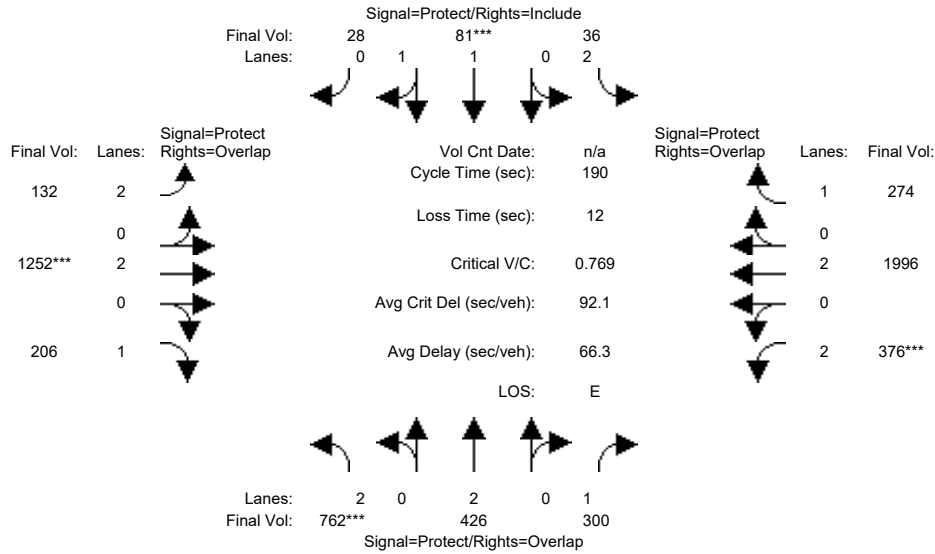 Signal=Protect/Rights=Include
Final Vol: 28 81*** 36
Lanes: 0 1 1 0 2
Signal=Protect Signal=Protect
Final Vol: Lanes: Rights=Overlap Vol Cnt Date: n/a Rights=Overlap Lanes: Final Vol:
Cycle Time (sec): 190
132 2 1 274
Loss Time (sec): 12
0 0
1252*** 2 Critical V/C: 0.769 2 1996
0 Avg Crit Del (sec/veh): 92.1 0
206 1 Avg Delay (sec/veh): 66.3 2 376***
LOS: E
Lanes: 2 0 2 0 1
Final Vol: 762*** 426 300
Signal=Protect/Rights=Overlap